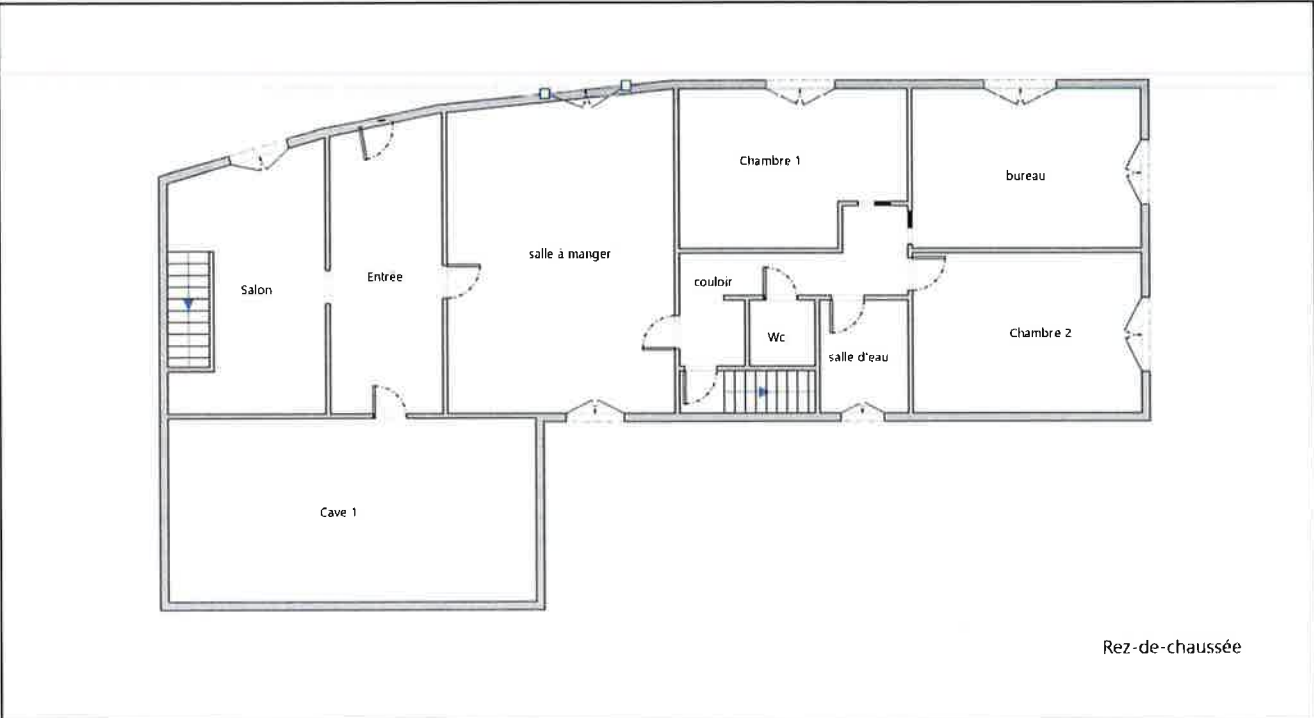 Chambre 1
bureau
salle à manger
Entrée
couloir
Salon
Wc
Chambre 2
salle d'eau
Cave 1
Rez-de-chaussée